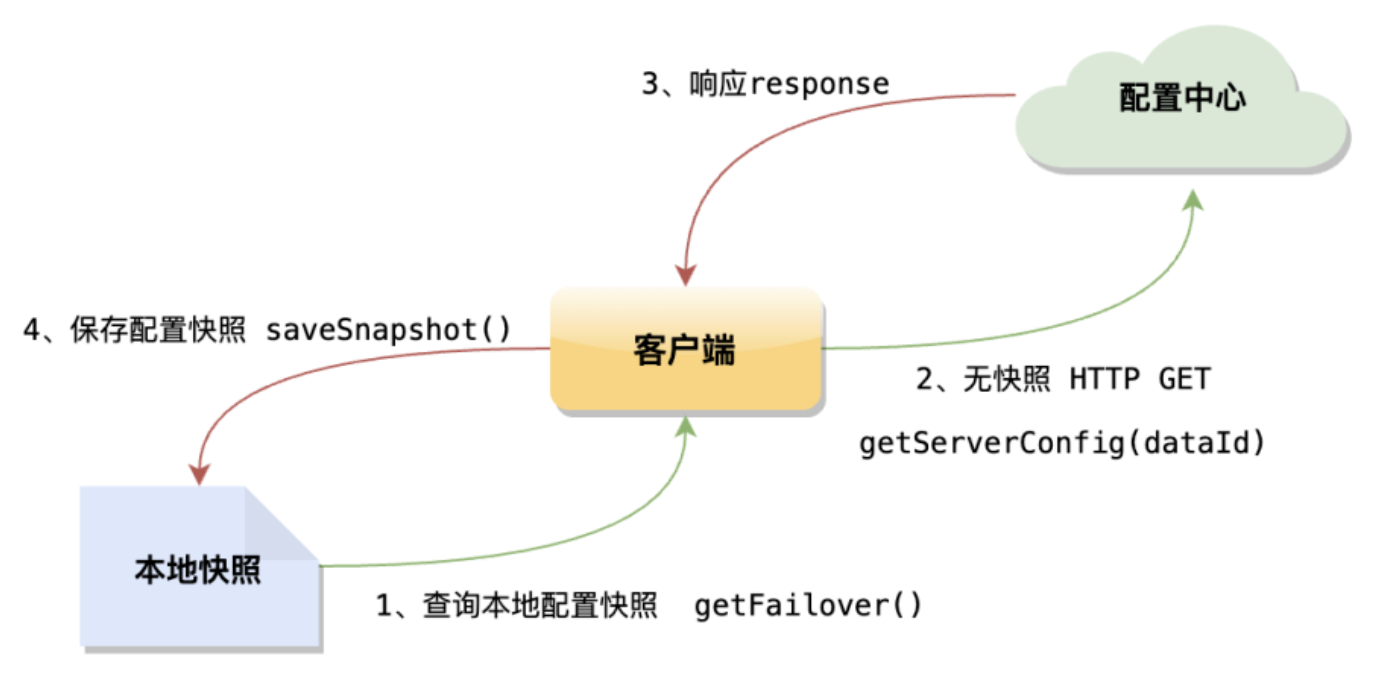 3、响应response
配置中心
4、保存配置快照 saveSnapshot()
客户端
2、无快照 HTTP GET
getServerConfig(dataId)
本地快照
1、查询本地配置快照 getFailover()